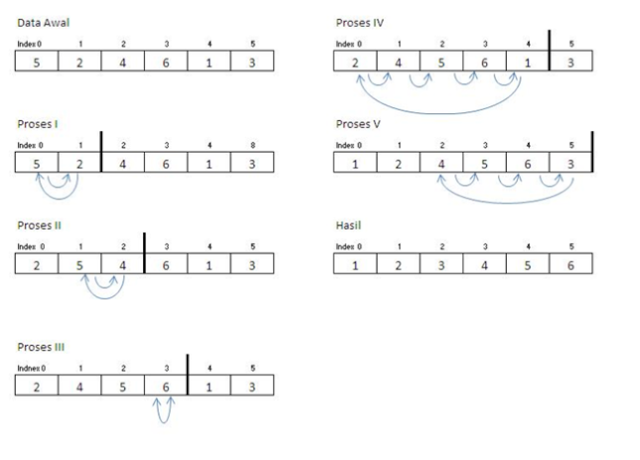 Data Awal
Index 0 1 2 3 4 5
5 2 4 6 1 3
Proses I
Index 0 1 2 3 4 8
5 2 4 6 1 3
Proses II
Index 0 1 2 3 4 5
2 5 4 6 1 3
Proses III
Indnes 0 1 2 3 4 5
2 4 5 6 1 3
Proses IV
Index 0 1 2 3 4 5
2 4 5 6 1 3
Proses V
Index 0 1 2 3 4 5
1 2 4 5 6 3
Hasil
Index 0 1 2 3 4 5
1 2 3 4 5 6